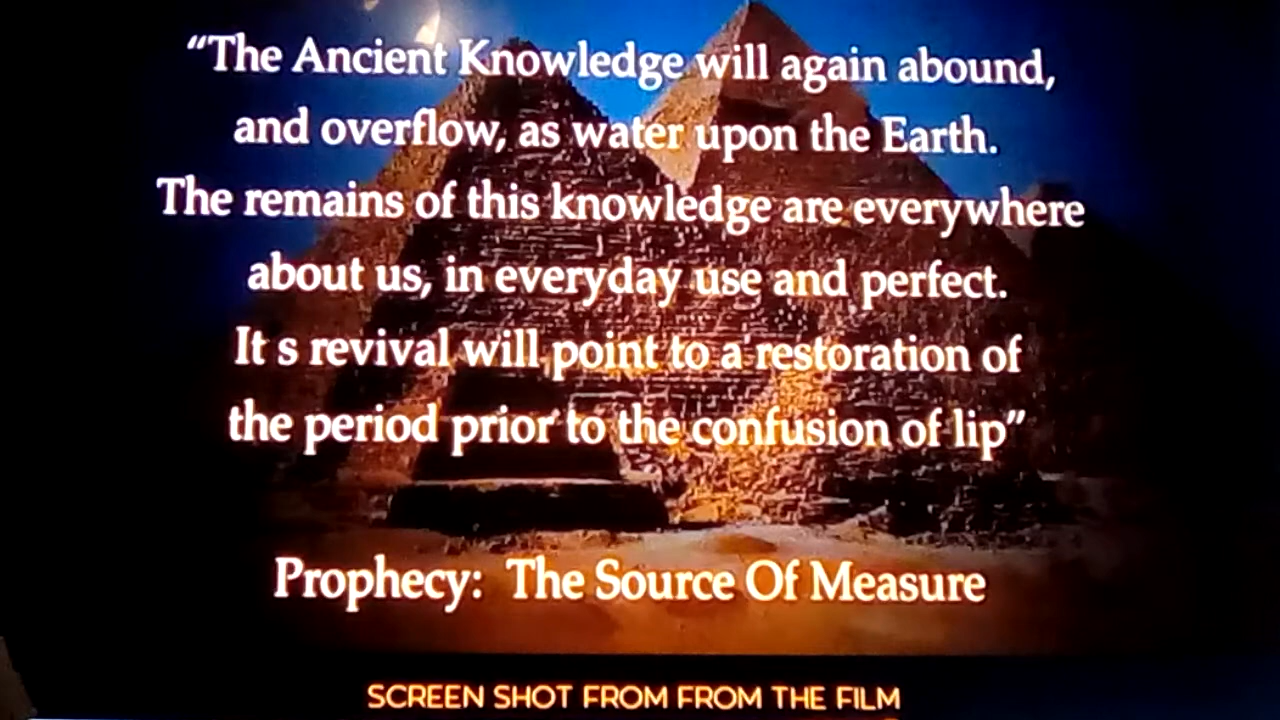 “The Ancient Knowledge will again abound,
and overflow, as water upon the Earth.
The remains of this knowledge are everywhere
about us, in everyday use and perfect.
It s revival will point to a restoration of
the period prior to the confusion of lip”
Prophecy: The Source Of Measure
SCREEN SHOT FROM FROM THE FILM